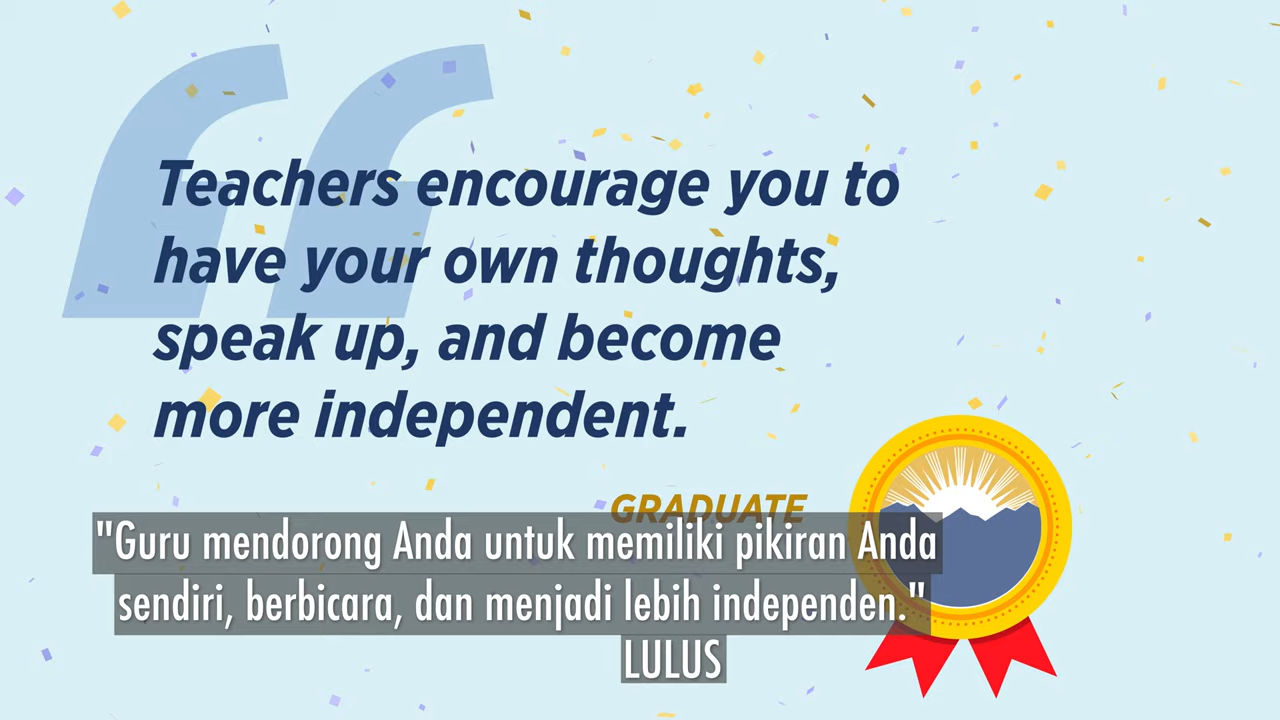 Teachers encourage you to
have your own thoughts,
speak up, and become
more independent.
GRADUATE
"Guru mendorong Anda untuk memiliki pikiran Anda
sendiri, berbicara, dan menjadi lebih independen."
LULUS